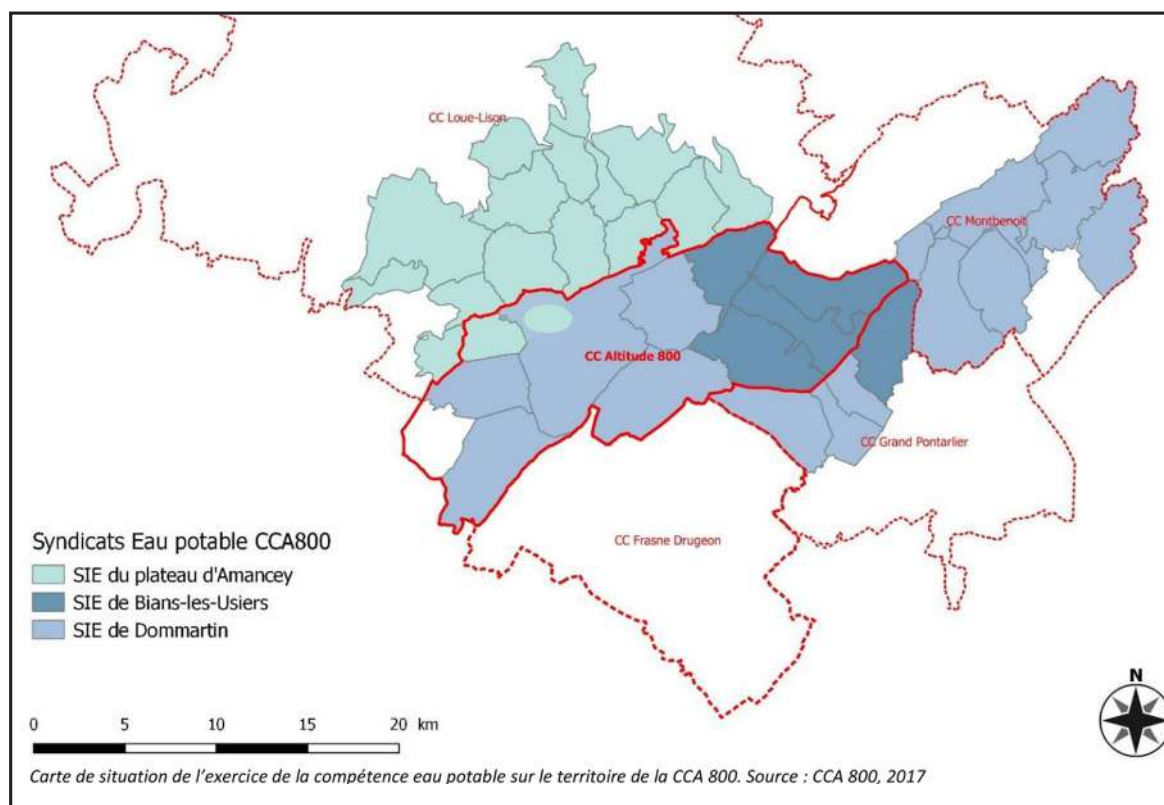 CC Loue-Lison
CC Montbenoit
CC Altitude 800
CC Grand Pontarlier
CC Frasne Drugeon
Syndicats Eau potable CCA800
SIE du plateau d'Amancey
SIE de Bians-les-Usiers
SIE de Dommartin
N
0 5 10 15 20 km
Carte de situation de l'exercice de la compétence eau potable sur le territoire de la CCA 800. Source : CCA 800, 2017